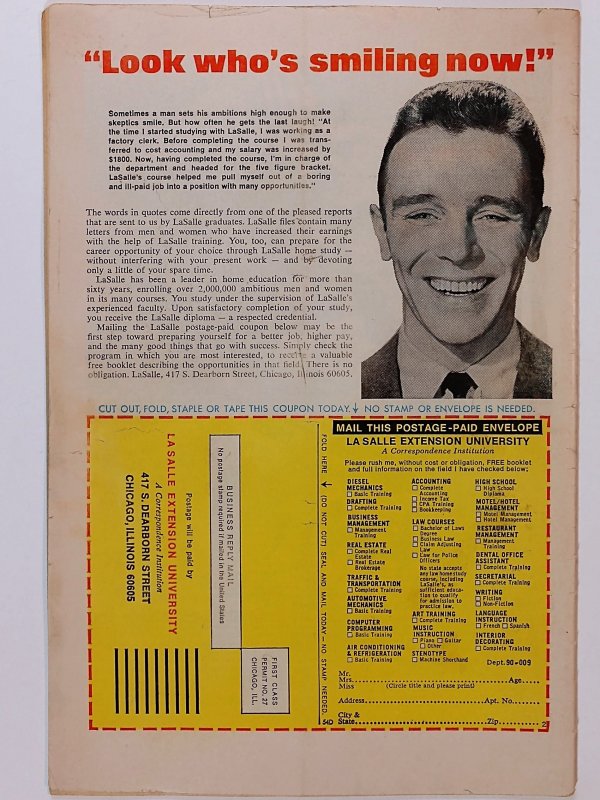 “Look who’s smiling now!”
Sometimes a man sets his ambitions high enough to make
skeptics smile. But how often he gets the last laugh! “At
the time I started studying with LaSalle, I was working as a
factory clerk. Before completing the course I was trans-
ferred to cost accounting and my salary was increased by
$1800. Now, having completed the course, I’m in charge of
the department and headed for the five figure bracket.
LaSalle’s course helped me pull myself out of a boring
and ill-paid job into a position with many opportunities.”
The words in quotes come directly from one of the pleased reports
that are sent to us by LaSalle graduates. LaSalle files contain many
letters from men and women who have increased their earnings
with the help of LaSalle training. You, too, can prepare for the
career opportunity of your choice through LaSalle home study —
without interfering with your present work — and by devoting
only a little of your spare time.
LaSalle has been a leader in home education for more than
sixty years, enrolling over 2,000,000 ambitious men and women
in its many courses. You study under the supervision of LaSalle’s
experienced faculty. Upon satisfactory completion of your study,
you receive the LaSalle diploma — a respected credential.
Mailing the LaSalle postage-paid coupon below may be the
first step toward preparing yourself for a better job, higher pay,
and the many good things that go with success. Simply check the
program in which you are most interested, to receive a valuable
free booklet describing the opportunities in that field. There is no
obligation. LaSalle, 417 S. Dearborn Street, Chicago, Illinois 60605.
CUT OUT, FOLD, STAPLE OR TAPE THIS COUPON TODAY. ↓ NO STAMP OR ENVELOPE IS NEEDED.
FIRST CLASS
PERMIT NO. 27
CHICAGO, ILL.
BUSINESS REPLY MAIL
No postage stamp required if mailed in the United States
Postage will be paid by
LA SALLE EXTENSION UNIVERSITY
A Correspondence Institution
417 S. DEARBORN STREET
CHICAGO, ILLINOIS 60605
FOLD HERE ↓ (DO NOT CUT) SEAL AND MAIL TODAY — NO STAMP NEEDED.
54D
MAIL THIS POSTAGE-PAID ENVELOPE
LA SALLE EXTENSION UNIVERSITY
A Correspondence Institution
Please rush me, without cost or obligation, FREE booklet
and full information on the field I have checked below:
DIESEL
MECHANICS
Basic Training
DRAFTING
Complete Training
BUSINESS
MANAGEMENT
Management
Training
REAL ESTATE
Complete Real
Estate
Real Estate
Brokerage
TRAFFIC &
TRANSPORTATION
Complete Training
AUTOMOTIVE
MECHANICS
Basic Training
COMPUTER
PROGRAMMING
Basic Training
AIR CONDITIONING
& REFRIGERATION
Basic Training
ACCOUNTING
Complete
Accounting
Income Tax
CPA Training
Bookkeeping
LAW COURSES
Bachelor of Laws
Degree
Business Law
Claim Adjusting
Law
Law for Police
Officers
No state accepts
any law home study
course, including
LaSalle's, as
sufficient educa-
tion to qualify
for admission to
practice law.
ART TRAINING
Complete Training
MUSIC
INSTRUCTION
Piano Guitar
Other
STENOTYPE
Machine Shorthand
HIGH SCHOOL
High School
Diploma
MOTEL/HOTEL
MANAGEMENT
Motel Management
Hotel Management
RESTAURANT
MANAGEMENT
Management
Training
DENTAL OFFICE
ASSISTANT
Complete Training
SECRETARIAL
Complete Training
WRITING
Fiction
Non-Fiction
LANGUAGE
INSTRUCTION
French Spanish
INTERIOR
DECORATING
Complete Training
Dept. 90-009
Mr.
Mrs. Age
Miss (Circle title and please print)
Address Apt. No.
City &
State Zip
2